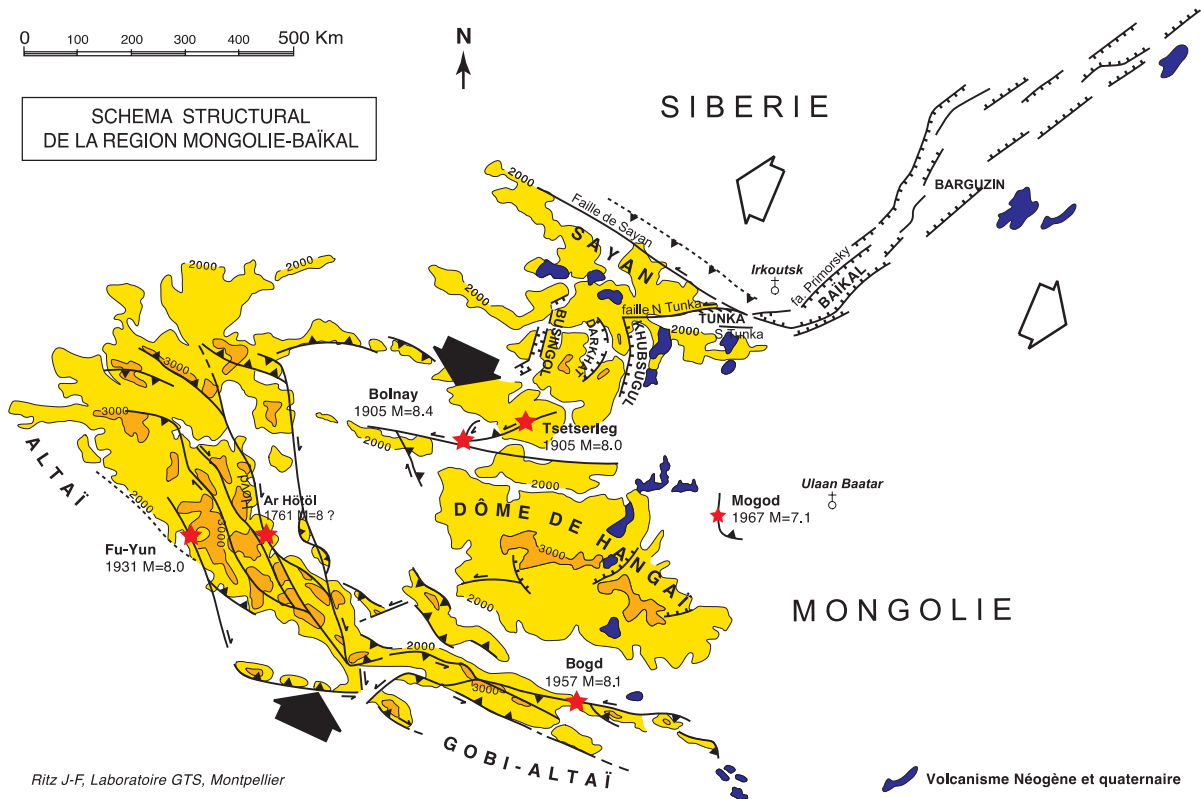 0 100 200 300 400 500 Km
N
SCHEMA STRUCTURAL
DE LA REGION MONGOLIE-BAÏKAL
SIBERIE
BARGUZIN
2000
Faille de Sayan
SAYAN
Irkoutsk
fa. Primorsky
BAÏKAL
faille N Tunka
TUNKA
S Tunka
2000
2000
2000
2000
BUSINGOL
DARKHAT
KHUBSUGUL
3000
3000
Bolnay
1905 M=8.4
Tsetserleg
1905 M=8.0
2000
2000
ALTAÏ
2000
Hovd
Ar Hötöl
1761 M=8 ?
3000
Fu-Yun
1931 M=8.0
DÔME DE HANGAÏ
3000
Mogod
1967 M=7.1
Ulaan Baatar
MONGOLIE
2000
2000
3000
Bogd
1957 M=8.1
GOBI-ALTAÏ
Ritz J-F, Laboratoire GTS, Montpellier
Volcanisme Néogène et quaternaire